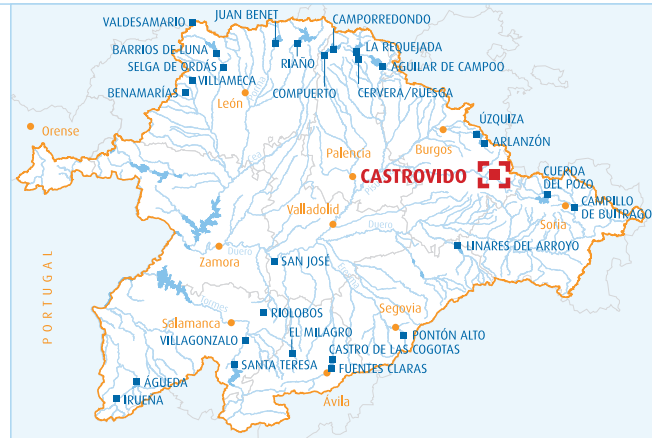 JUAN BENET
VALDESAMARIO
CAMPORREDONDO
BARRIOS DE LUNA
LA REQUEJADA
SELGA DE ORDÁS
RIAÑO
AGUILAR DE CAMPOO
VILLAMECA
BENAMARÍAS
León
COMPUERTO
CERVERA/RUESGA
Orense
ÚZQUIZA
Burgos
ARLANZÓN
Palencia
CASTROVIDO
CUERDA
DEL POZO
CAMPILLO
DE BUITRAGO
Soria
Valladolid
Duero
Duero
Zamora
LINARES DEL ARROYO
SAN JOSÉ
PORTUGAL
Tormes
RIOLOBOS
Segovia
Salamanca
EL MILAGRO
PONTÓN ALTO
VILLAGONZALO
CASTRO DE LAS COGOTAS
SANTA TERESA
FUENTES CLARAS
ÁGUEDA
IRUEÑA
Ávila